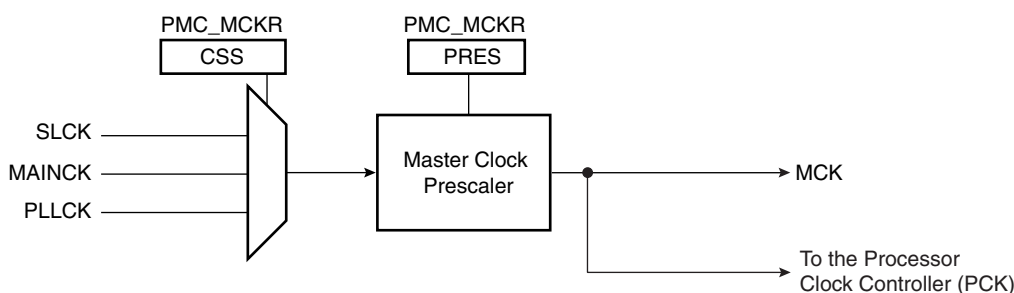 PMC_MCKR
CSS
PMC_MCKR
PRES
SLCK
MAINCK
PLLCK
Master Clock
Prescaler
MCK
To the Processor
Clock Controller (PCK)